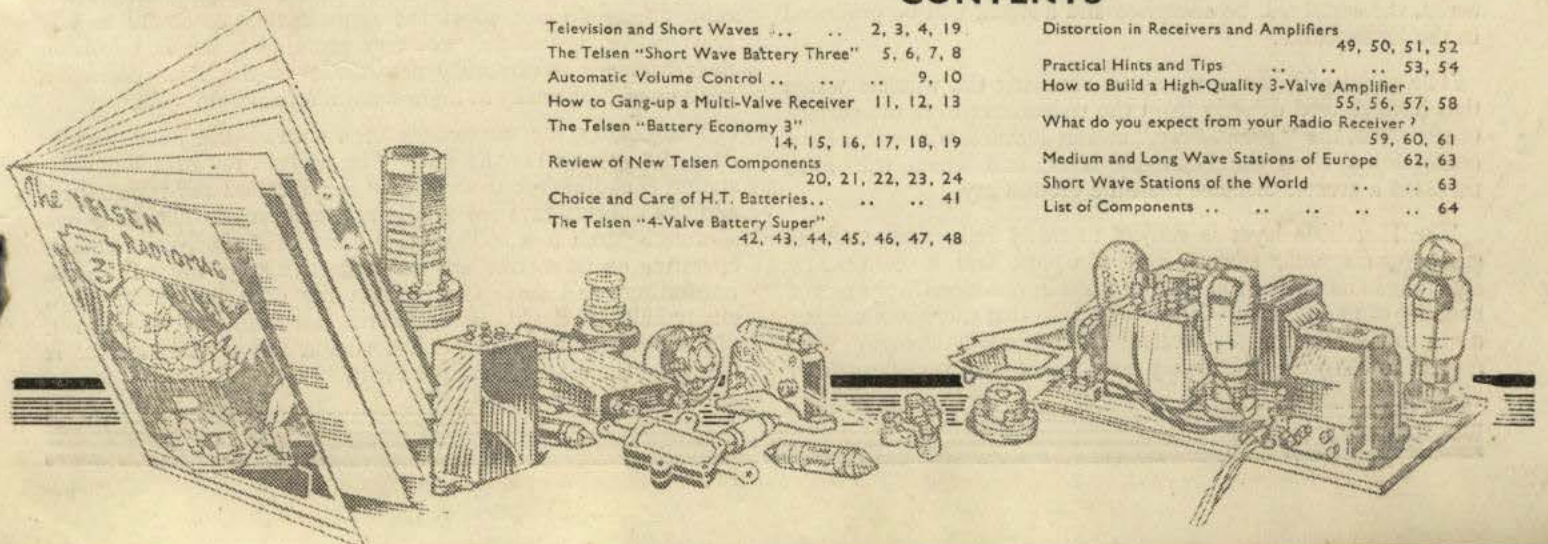 CONTENTS
Television and Short Waves .. .. 2, 3, 4, 19
The Telsen "Short Wave Battery Three" 5, 6, 7, 8
Automatic Volume Control .. .. .. 9, 10
How to Gang-up a Multi-Valve Receiver 11, 12, 13
The Telsen "Battery Economy 3"
14, 15, 16, 17, 18, 19
Review of New Telsen Components
20, 21, 22, 23, 24
Choice and Care of H.T. Batteries.. .. .. 41
The Telsen "4-Valve Battery Super"
42, 43, 44, 45, 46, 47, 48
Distortion in Receivers and Amplifiers
49, 50, 51, 52
Practical Hints and Tips .. .. .. 53, 54
How to Build a High-Quality 3-Valve Amplifier
55, 56, 57, 58
What do you expect from your Radio Receiver ?
59, 60, 61
Medium and Long Wave Stations of Europe 62, 63
Short Wave Stations of the World .. .. 63
List of Components .. .. .. .. .. 64
The TELSEN
RADIOMAG
3